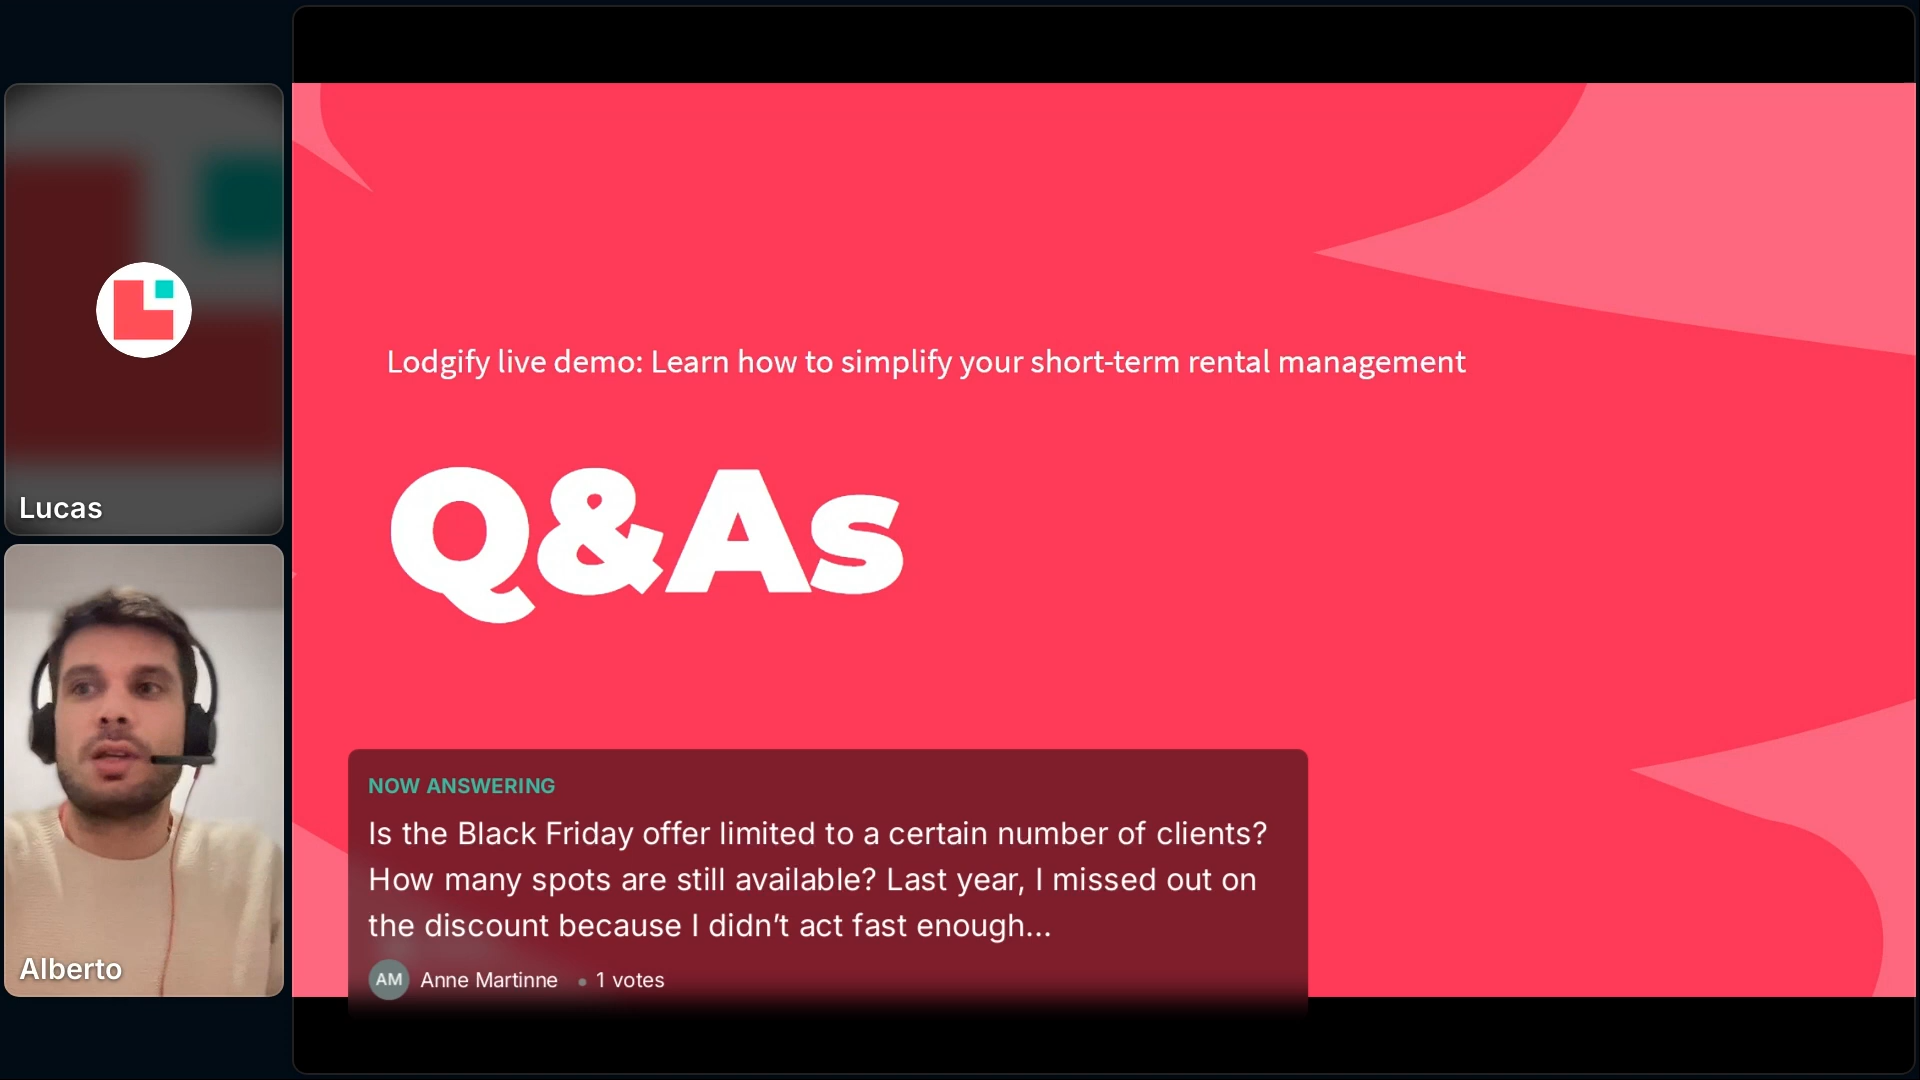 Lucas
Alberto
Lodgify live demo: Learn how to simplify your short-term rental management
Q&As
NOW ANSWERING
Is the Black Friday offer limited to a certain number of clients?
How many spots are still available? Last year, I missed out on
the discount because I didn’t act fast enough...
AM Anne Martinne • 1 votes